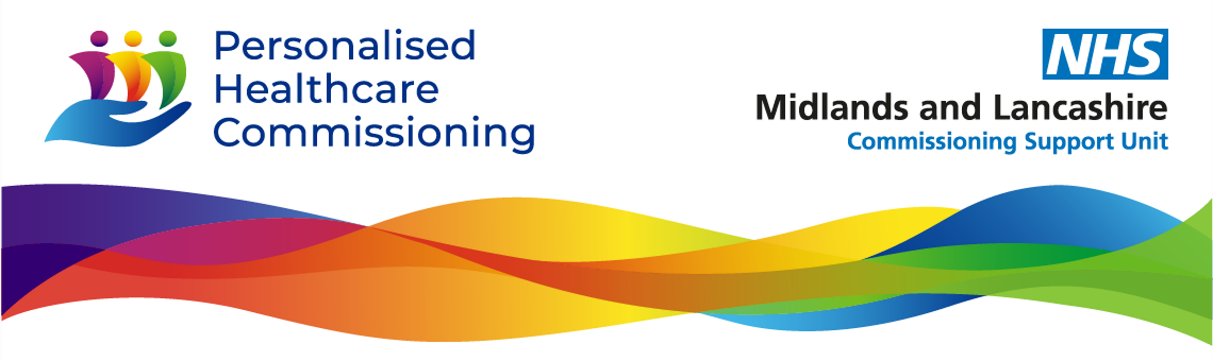 Personalised
Healthcare
Commissioning
NHS
Midlands and Lancashire
Commissioning Support Unit